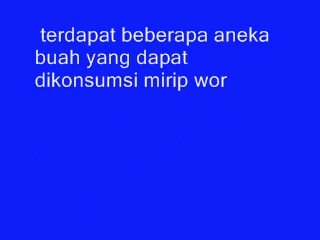 terdapat beberapa aneka
buah yang dapat
dikonsumsi mirip wor